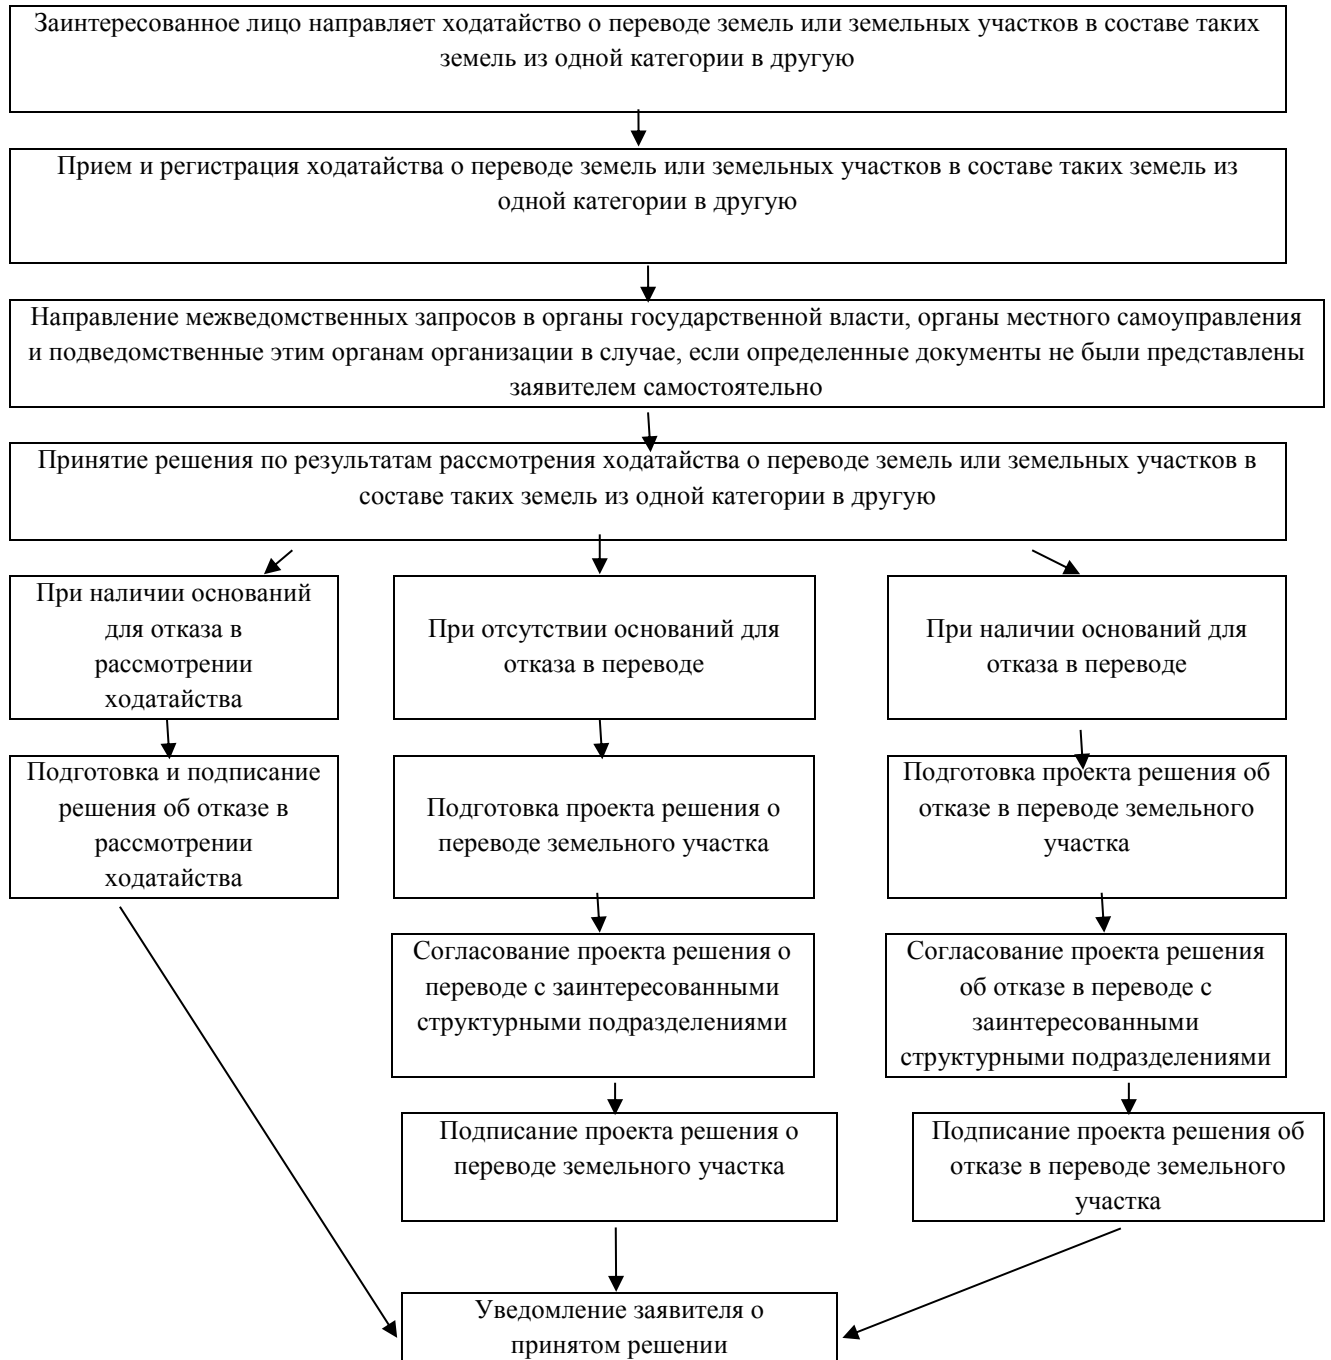 Заинтересованное лицо направляет ходатайство о переводе земель или земельных участков в составе таких
земель из одной категории в другую
Прием и регистрация ходатайства о переводе земель или земельных участков в составе таких земель из
одной категории в другую
Направление межведомственных запросов в органы государственной власти, органы местного самоуправления
и подведомственные этим органам организации в случае, если определенные документы не были представлены
заявителем самостоятельно
Принятие решения по результатам рассмотрения ходатайства о переводе земель или земельных участков в
составе таких земель из одной категории в другую
При наличии оснований
для отказа в
рассмотрении
ходатайства
При отсутствии оснований для
отказа в переводе
При наличии оснований для
отказа в переводе
Подготовка и подписание
решения об отказе в
рассмотрении
ходатайства
Подготовка проекта решения о
переводе земельного участка
Подготовка проекта решения об
отказе в переводе земельного
участка
Согласование проекта решения о
переводе с заинтересованными
структурными подразделениями
Согласование проекта решения
об отказе в переводе с
заинтересованными
структурными подразделениями
Подписание проекта решения о
переводе земельного участка
Подписание проекта решения об
отказе в переводе земельного
участка
Уведомление заявителя о
принятом решении